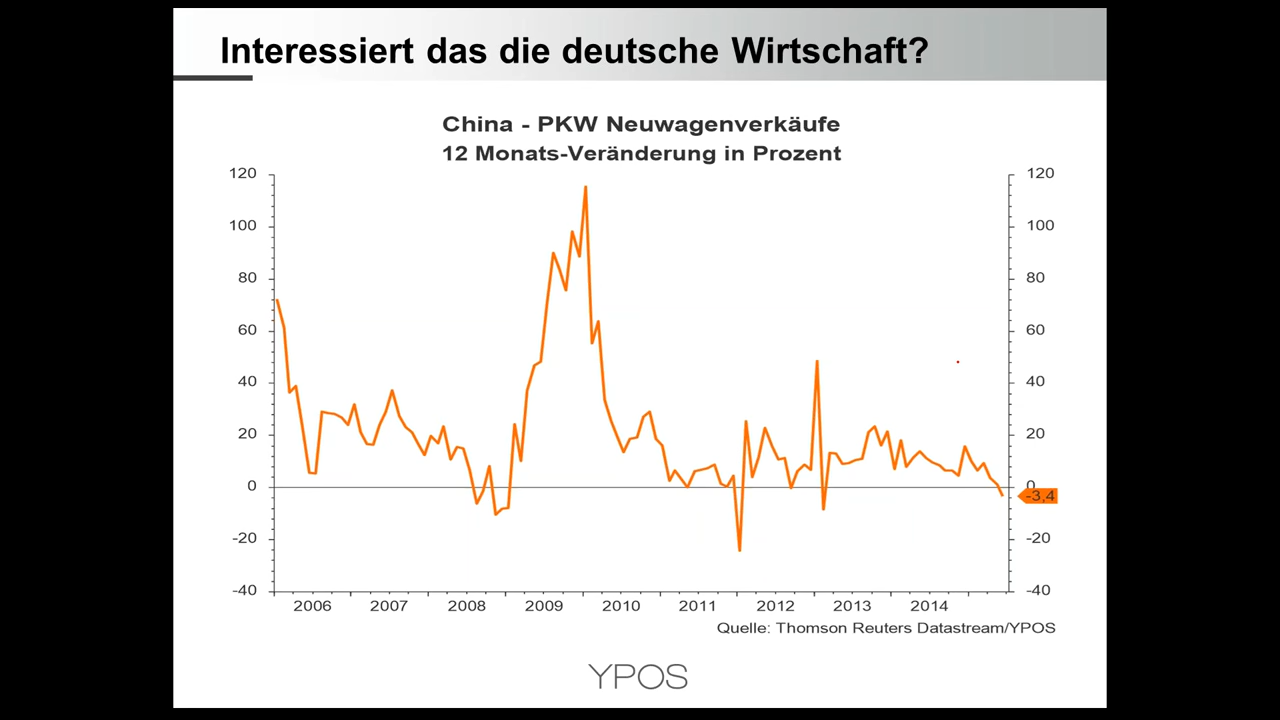 Interessiert das die deutsche Wirtschaft?
China - PKW Neuwagenverkäufe
12 Monats-Veränderung in Prozent
120 120
100 100
80 80
60 60
40 40
20 20
0 0
-3,4
-20 -20
-40 -40
2006 2007 2008 2009 2010 2011 2012 2013 2014
Quelle: Thomson Reuters Datastream/YPOS
YPOS